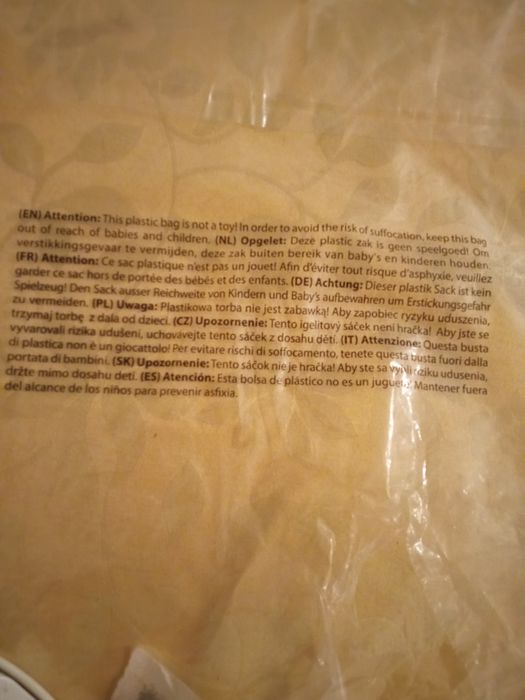 (EN) Attention: This plastic bag is not a toy! In order to avoid the risk of suffocation, keep this bag
out of reach of babies and children. (NL) Opgelet: Deze plastic zak is geen speelgoed! Om
verstikkingsgevaar te vermijden, deze zak buiten bereik van baby's en kinderen houden.
(FR) Attention: Ce sac plastique n'est pas un jouet! Afin d'éviter tout risque d'asphyxie, veuillez
garder ce sac hors de portée des bébés et des enfants. (DE) Achtung: Dieser plastik Sack ist kein
Spielzeug! Den Sack ausser Reichweite von Kindern und Baby's aufbewahren um Erstickungsgefahr
zu vermeiden. (PL) Uwaga: Plastikowa torba nie jest zabawką! Aby zapobiec ryzyku uduszenia,
trzymaj torbę z dala od dzieci. (CZ) Upozornenie: Tento igelitový sáček není hračka! Aby jste se
vyvarovali rizika udušení, uchovávejte tento sáček z dosahu dětí. (IT) Attenzione: Questa busta
di plastica non è un giocattolo! Per evitare rischi di soffocamento, tenete questa busta fuori dalla
portata di bambini. (SK) Upozornenie: Tento sáčok nie je hračka! Aby ste sa vyhli riziku udusenia,
držte mimo dosahu detí. (ES) Atención: Esta bolsa de plástico no es un juguete! Mantener fuera
del alcance de los niños para prevenir asfixia.